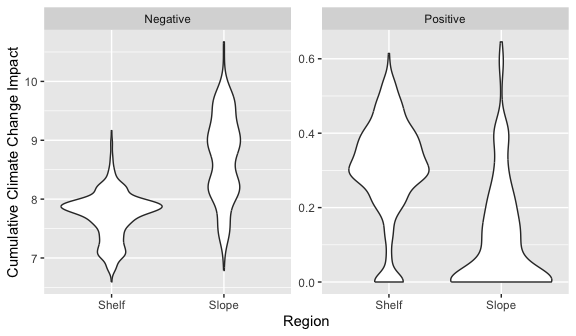 Negative
Positive
Cumulative Climate Change Impact
10
9
8
7
0.6
0.4
0.2
0.0
Shelf
Slope
Shelf
Slope
Region